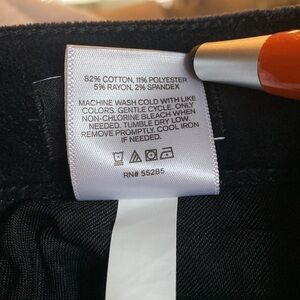 82% COTTON, 11% POLYESTER
5% RAYON, 2% SPANDEX
MACHINE WASH COLD WITH LIKE
COLORS. GENTLE CYCLE. ONLY
NON-CHLORINE BLEACH WHEN
NEEDED. TUMBLE DRY LOW.
REMOVE PROMPTLY. COOL IRON
IF NEEDED.
RN# 55285